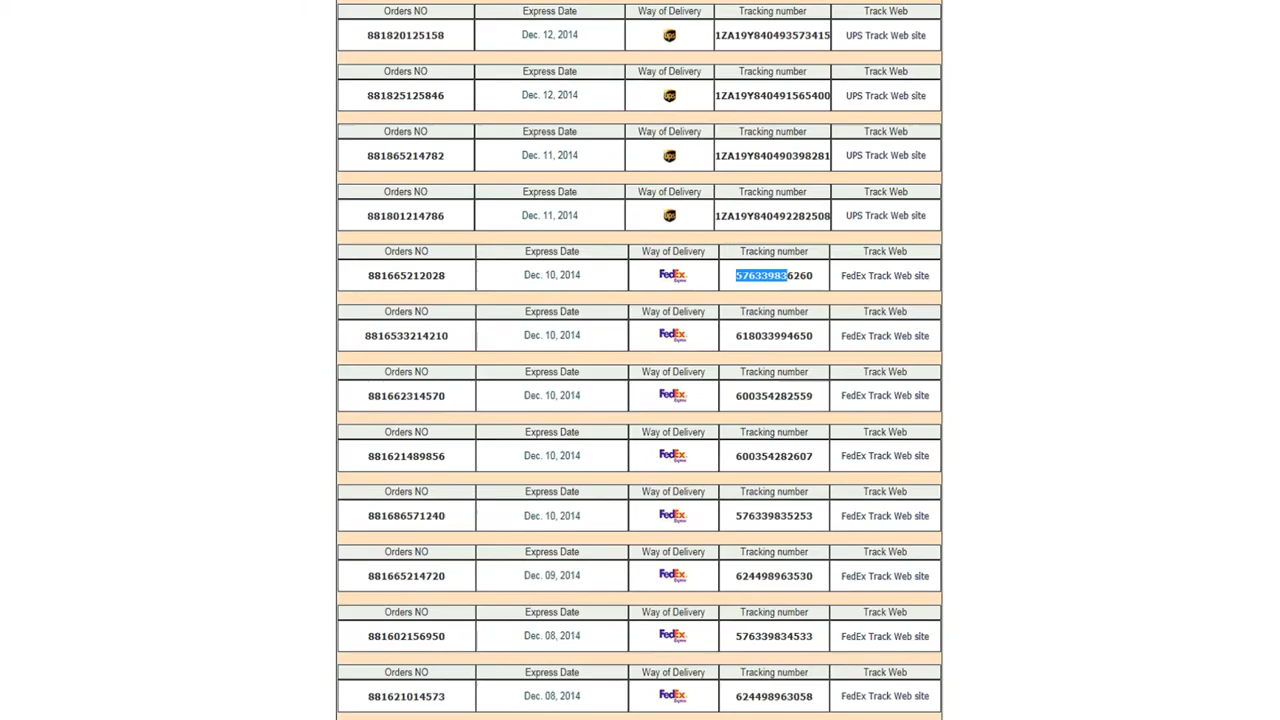 Orders NO Express Date Way of Delivery Tracking number Track Web
881820125158 Dec. 12, 2014 ups 1ZA19Y840493573415 UPS Track Web site
Orders NO Express Date Way of Delivery Tracking number Track Web
881825125846 Dec. 12, 2014 ups 1ZA19Y840491565400 UPS Track Web site
Orders NO Express Date Way of Delivery Tracking number Track Web
881865214782 Dec. 11, 2014 ups 1ZA19Y840490398281 UPS Track Web site
Orders NO Express Date Way of Delivery Tracking number Track Web
881801214786 Dec. 11, 2014 ups 1ZA19Y840492282508 UPS Track Web site
Orders NO Express Date Way of Delivery Tracking number Track Web
881665212028 Dec. 10, 2014 FedEx Express 576339836260 FedEx Track Web site
Orders NO Express Date Way of Delivery Tracking number Track Web
8816533214210 Dec. 10, 2014 FedEx Express 618033994650 FedEx Track Web site
Orders NO Express Date Way of Delivery Tracking number Track Web
881662314570 Dec. 10, 2014 FedEx Express 600354282559 FedEx Track Web site
Orders NO Express Date Way of Delivery Tracking number Track Web
881621489856 Dec. 10, 2014 FedEx Express 600354282607 FedEx Track Web site
Orders NO Express Date Way of Delivery Tracking number Track Web
881686571240 Dec. 10, 2014 FedEx Express 576339835253 FedEx Track Web site
Orders NO Express Date Way of Delivery Tracking number Track Web
881665214720 Dec. 09, 2014 FedEx Express 624498963530 FedEx Track Web site
Orders NO Express Date Way of Delivery Tracking number Track Web
881602156950 Dec. 08, 2014 FedEx Express 576339834533 FedEx Track Web site
Orders NO Express Date Way of Delivery Tracking number Track Web
881621014573 Dec. 08, 2014 FedEx Express 624498963058 FedEx Track Web site